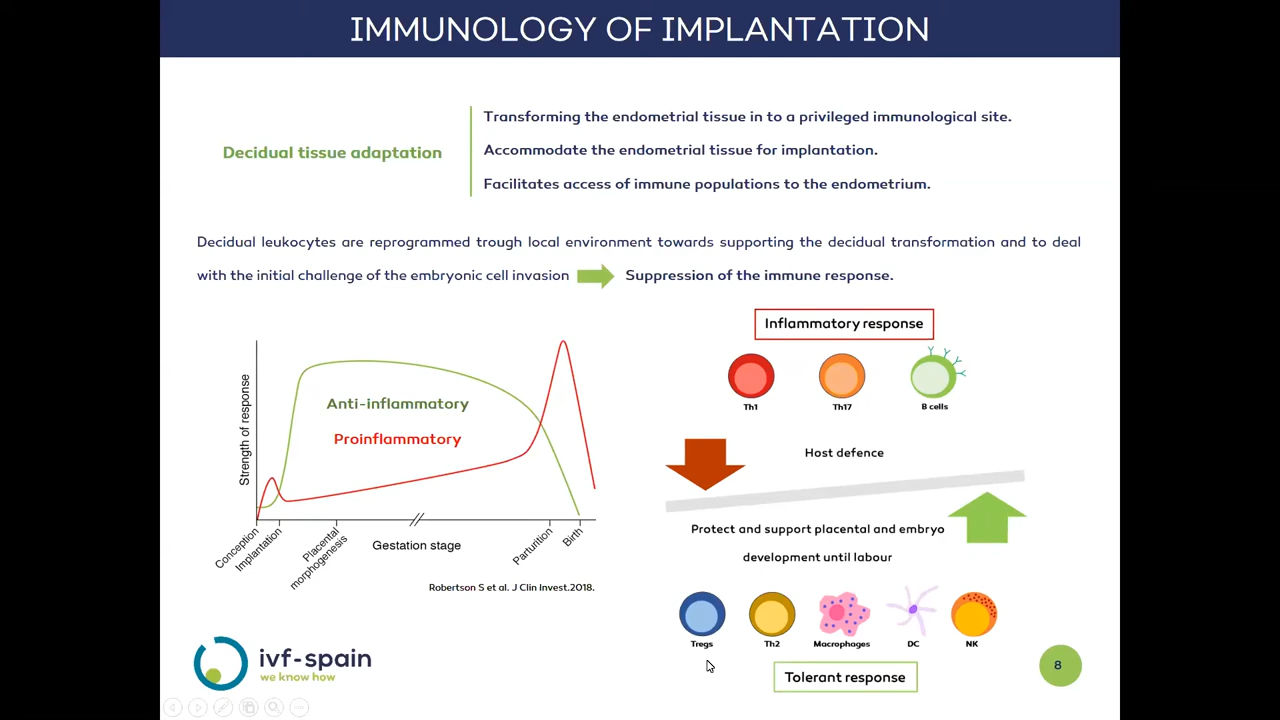 IMMUNOLOGY OF IMPLANTATION
Decidual tissue adaptation
Transforming the endometrial tissue in to a privileged immunological site.
Accommodate the endometrial tissue for implantation.
Facilitates access of immune populations to the endometrium.
Decidual leukocytes are reprogrammed trough local environment towards supporting the decidual transformation and to deal
with the initial challenge of the embryonic cell invasion
Suppression of the immune response.
Strength of response
Anti-inflammatory
Proinflammatory
Conception
Implantation
Placental
morphogenesis
Gestation stage
Parturition
Birth
Robertson S et al. J Clin Invest.2018.
Inflammatory response
Th1
Th17
B cells
Host defence
Protect and support placental and embryo
development until labour
Tregs
Th2
Macrophages
DC
NK
Tolerant response
ivf-spain
we know how
8